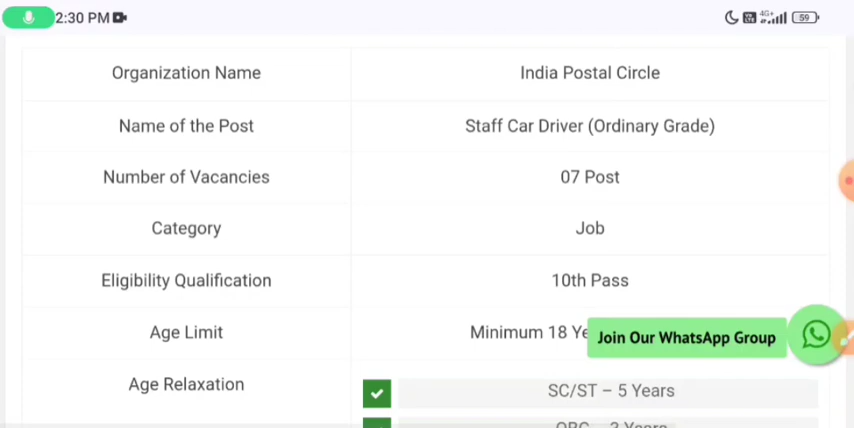 2:30 PM
4G+
59
Organization Name
India Postal Circle
Name of the Post
Staff Car Driver (Ordinary Grade)
Number of Vacancies
07 Post
Category
Job
Eligibility Qualification
10th Pass
Age Limit
Minimum 18
Join Our WhatsApp Group
Age Relaxation
SC/ST – 5 Years